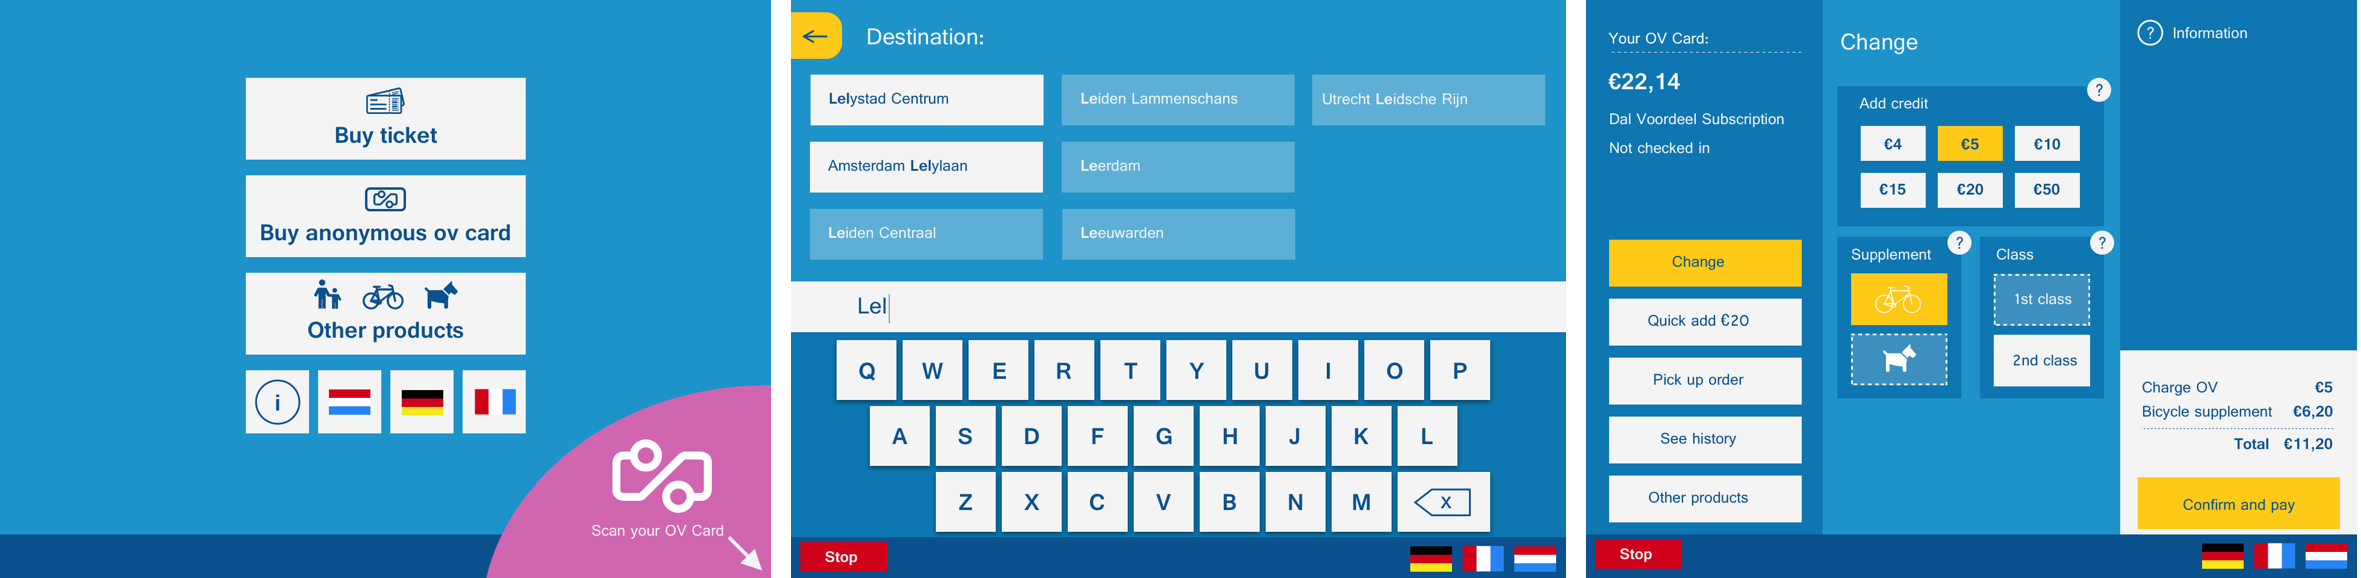 Buy ticket
Buy anonymous ov card
Other products
i
Scan your OV Card
Destination:
Lelystad Centrum
Leiden Lammenschans
Utrecht Leidsche Rijn
Amsterdam Lelylaan
Leerdam
Leiden Centraal
Leeuwarden
Lel
Q W E R T Y U I O P
A S D F G H J K L
Z X C V B N M X
Stop
Your OV Card:
€22,14
Dal Voordeel Subscription
Not checked in
Change
Quick add €20
Pick up order
See history
Other products
Stop
Change
?
Add credit
€4 €5 €10
€15 €20 €50
?
Supplement
?
Class
1st class
2nd class
? Information
Charge OV €5
Bicycle supplement €6,20
Total €11,20
Confirm and pay